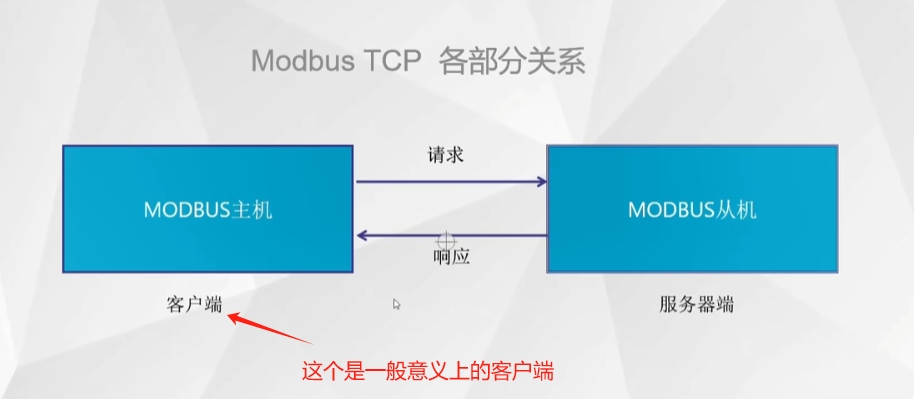 Modbus TCP 各部分关系
请求
MODBUS主机
MODBUS从机
响应
客户端
服务器端
这个是一般意义上的客户端